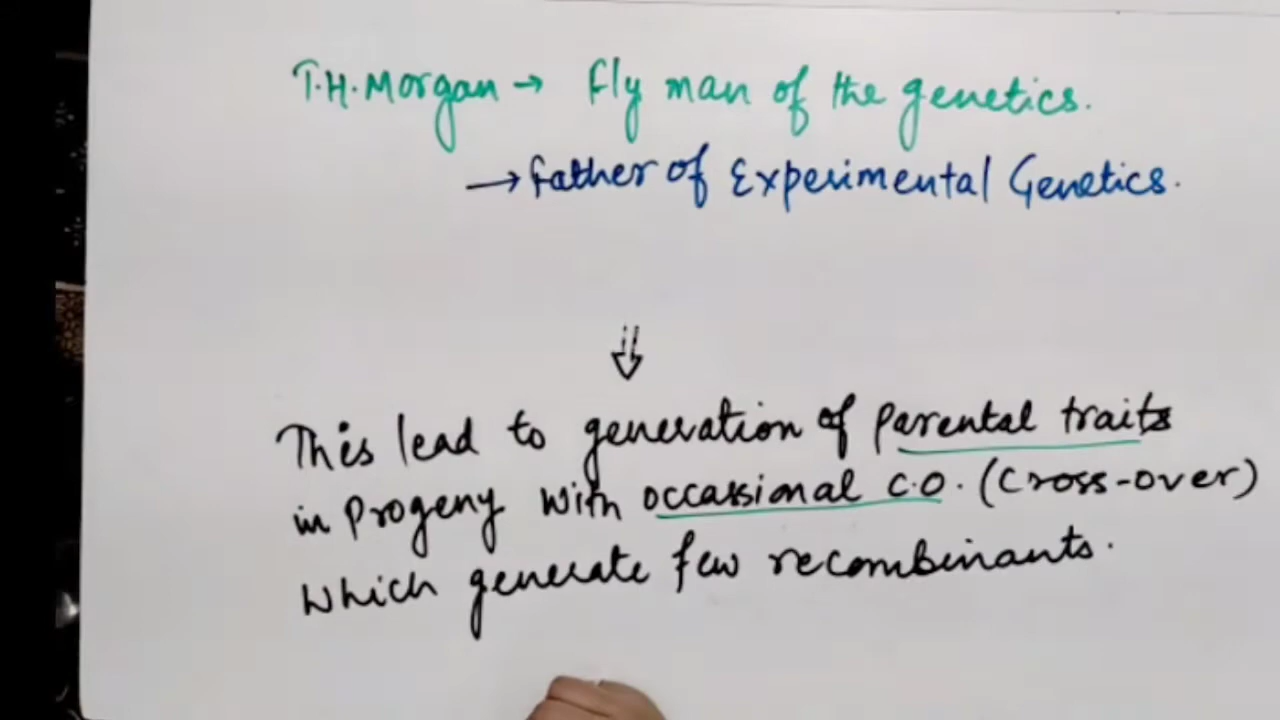 T.H.Morgan → Fly man of the genetics.
→ Father of Experimental Genetics.
⇓
This lead to generation of parental traits
in Progeny with occassional C.O. (Cross-over)
which generate few recombinants.